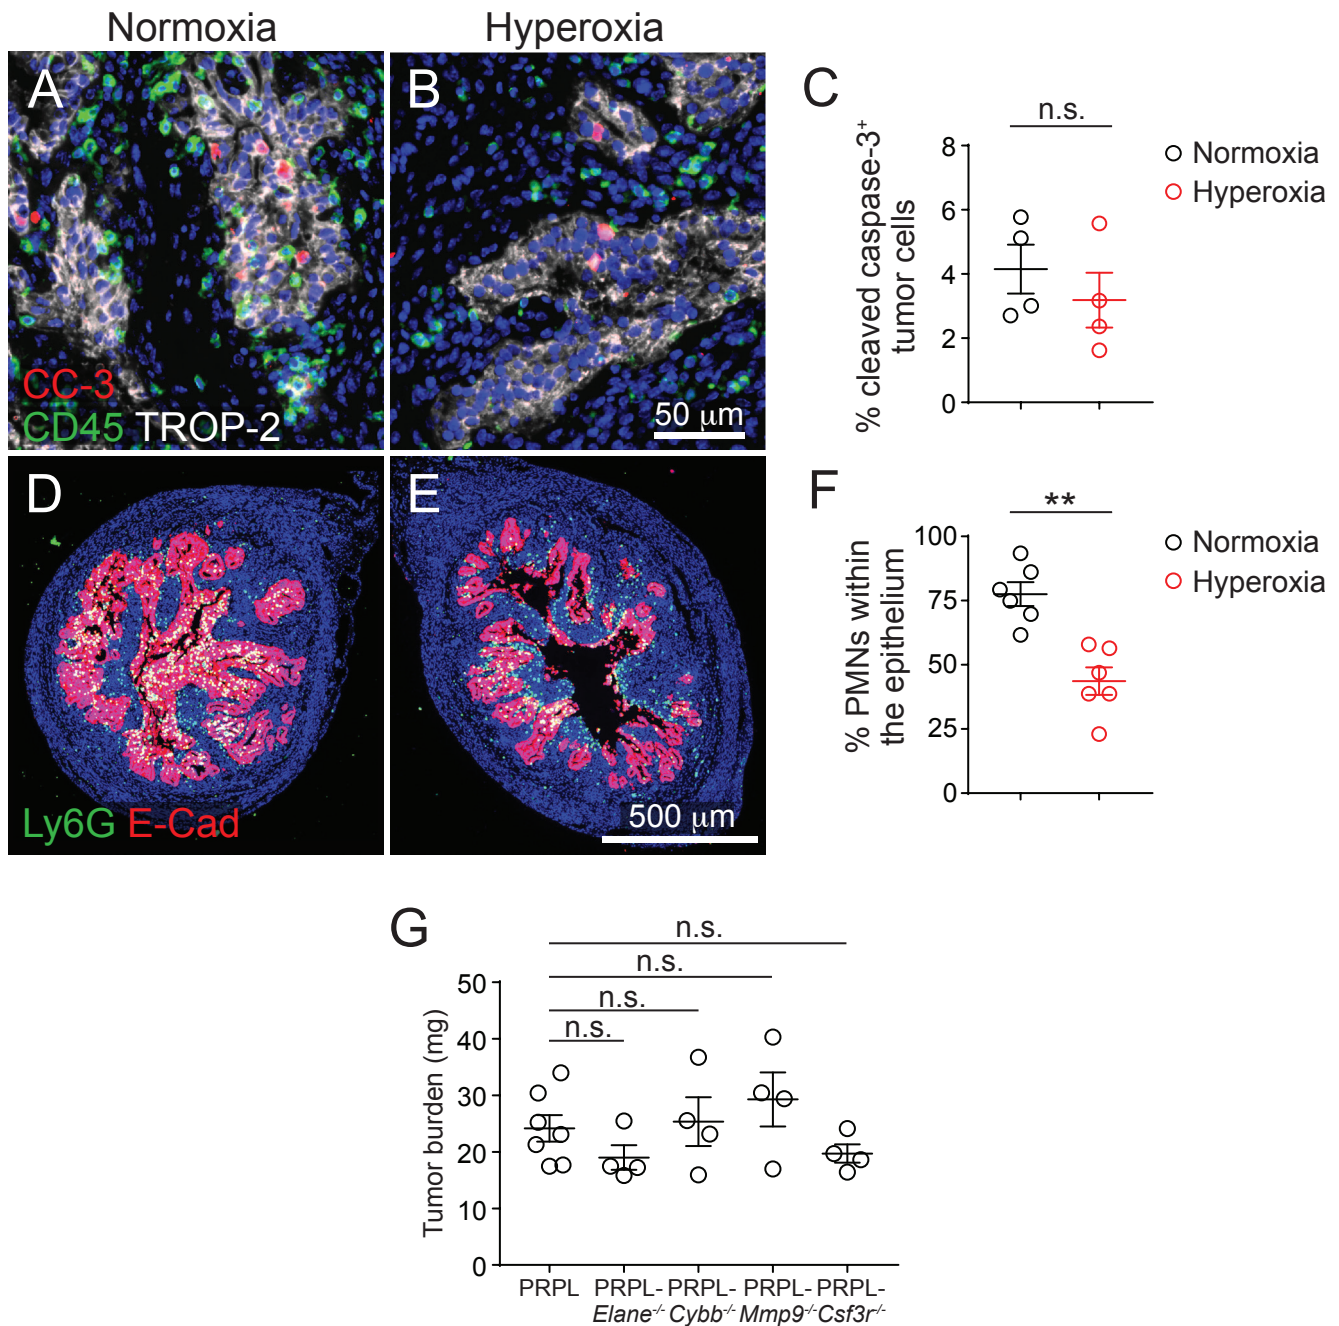 Normoxia
Hyperoxia
A
CC-3
CD45 TROP-2
B
50 μm
C
n.s.
% cleaved caspase-3⁺
tumor cells
8
6
4
2
0
Normoxia
Hyperoxia
D
Ly6G E-Cad
E
500 μm
F
**
% PMNs within
the epithelium
100
75
50
25
0
Normoxia
Hyperoxia
G
n.s.
n.s.
n.s.
n.s.
Tumor burden (mg)
50
40
30
20
10
0
PRPL PRPL- PRPL- PRPL- PRPL-
Elane⁻/⁻ Cybb⁻/⁻ Mmp9⁻/⁻ Csf3r⁻/⁻